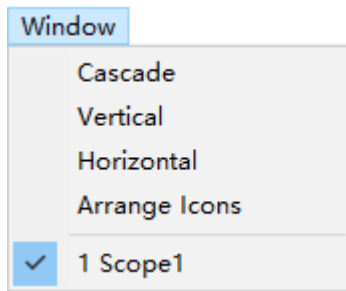 Window
Cascade
Vertical
Horizontal
Arrange Icons
1 Scope1